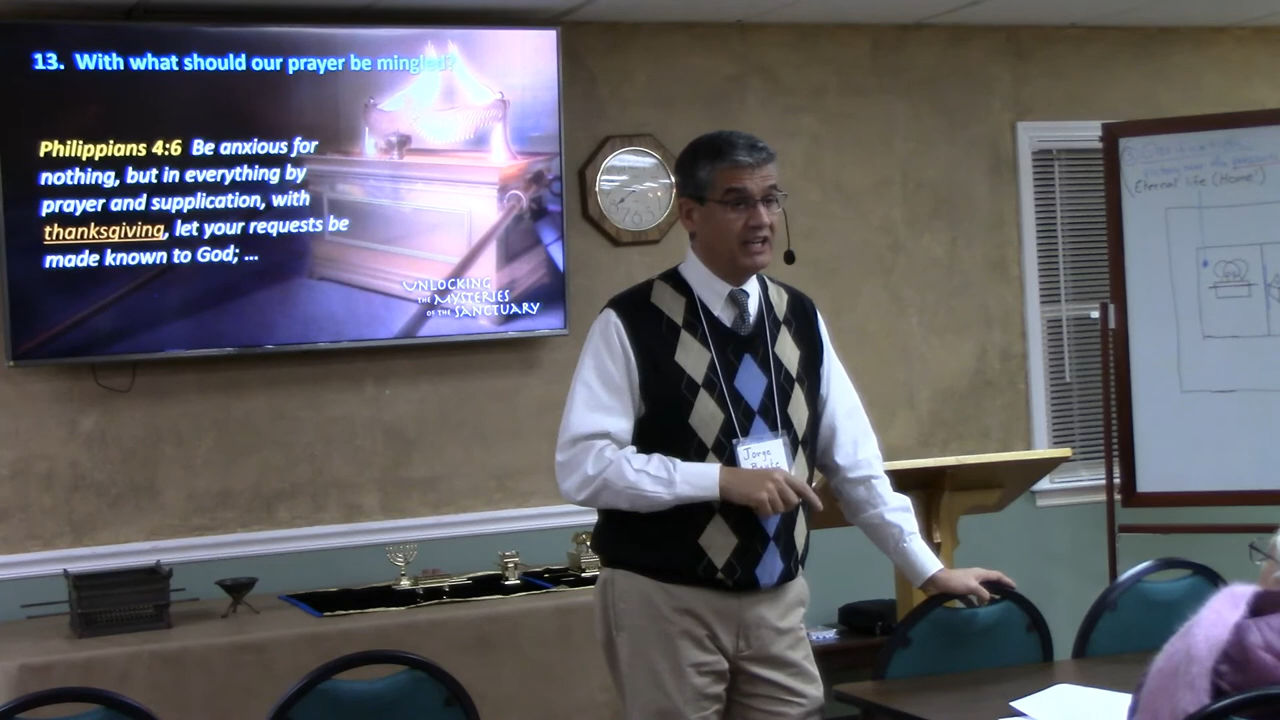 13. With what should our prayer be mingled?
Philippians 4:6 Be anxious for
nothing, but in everything by
prayer and supplication, with
thanksgiving, let your requests be
made known to God; ...
UNLOCKING
THE MYSTERIES
OF THE SANCTUARY
Jorge
Eternal life (Home!)